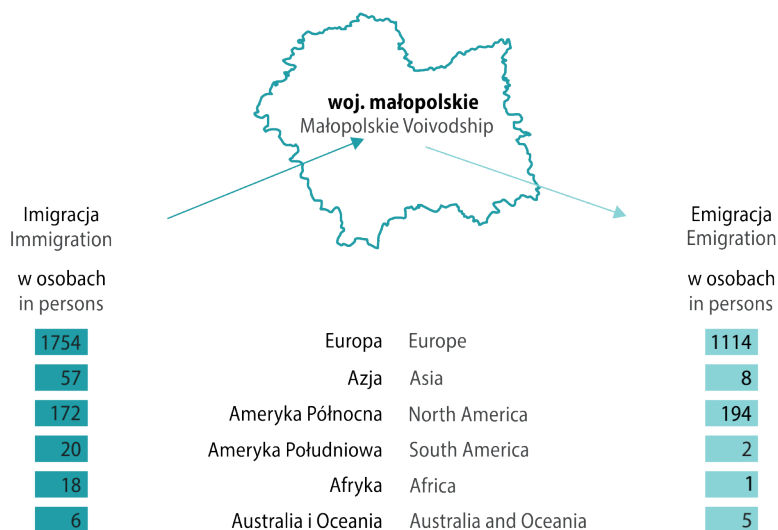 woj. małopolskie
Małopolskie Voivodship
Imigracja
Immigration
w osobach
in persons
Emigracja
Emigration
w osobach
in persons
1754 Europa Europe 1114
57 Azja Asia 8
172 Ameryka Północna North America 194
20 Ameryka Południowa South America 2
18 Afryka Africa 1
6 Australia i Oceania Australia and Oceania 5